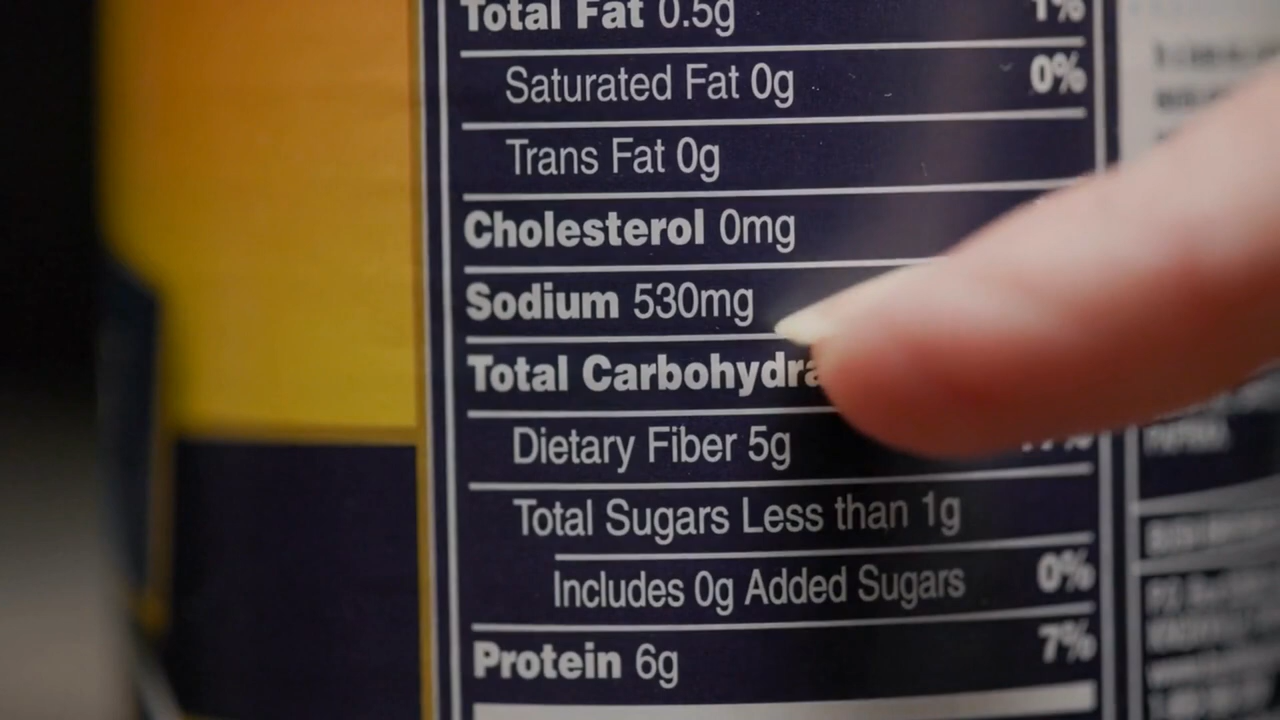 Total Fat 0.5g 1%
Saturated Fat 0g 0%
Trans Fat 0g
Cholesterol 0mg
Sodium 530mg
Total
Dietary Fiber 5g
Total Sugars Less than 1g
Includes 0g Added Sugars 0%
Protein 6g 7%